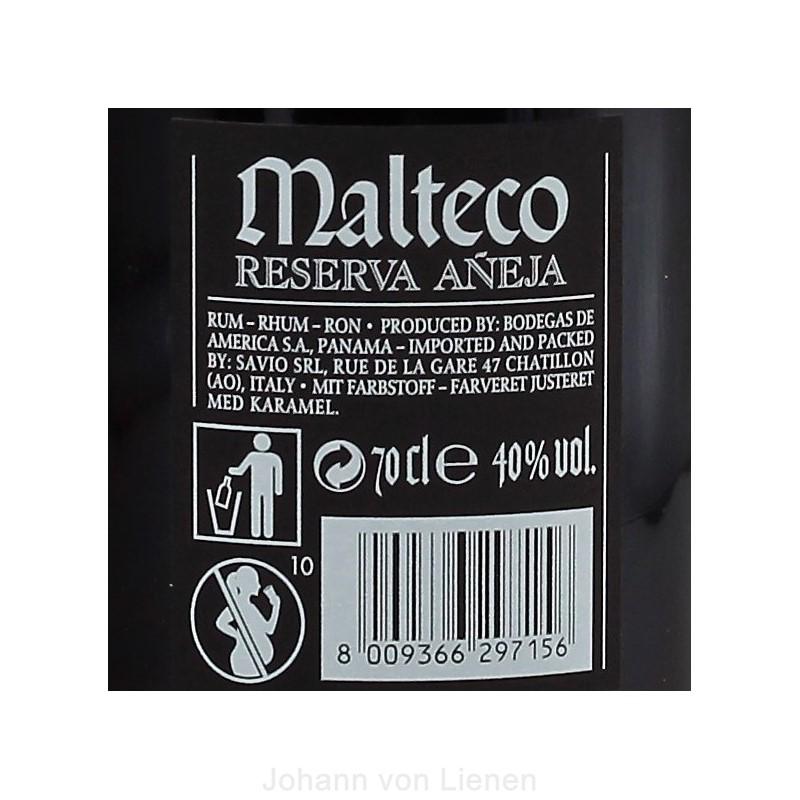 Malteco
RESERVA AÑEJA
RUM – RHUM – RON • PRODUCED BY: BODEGAS DE
AMERICA S.A., PANAMA – IMPORTED AND PACKED
BY: SAVIO SRL, RUE DE LA GARE 47 CHATILLON
(AO), ITALY • MIT FARBSTOFF – FARVERET JUSTERET
MED KARAMEL.
70 cl e 40% vol.
10
8 009366 297156
Johann von Lienen